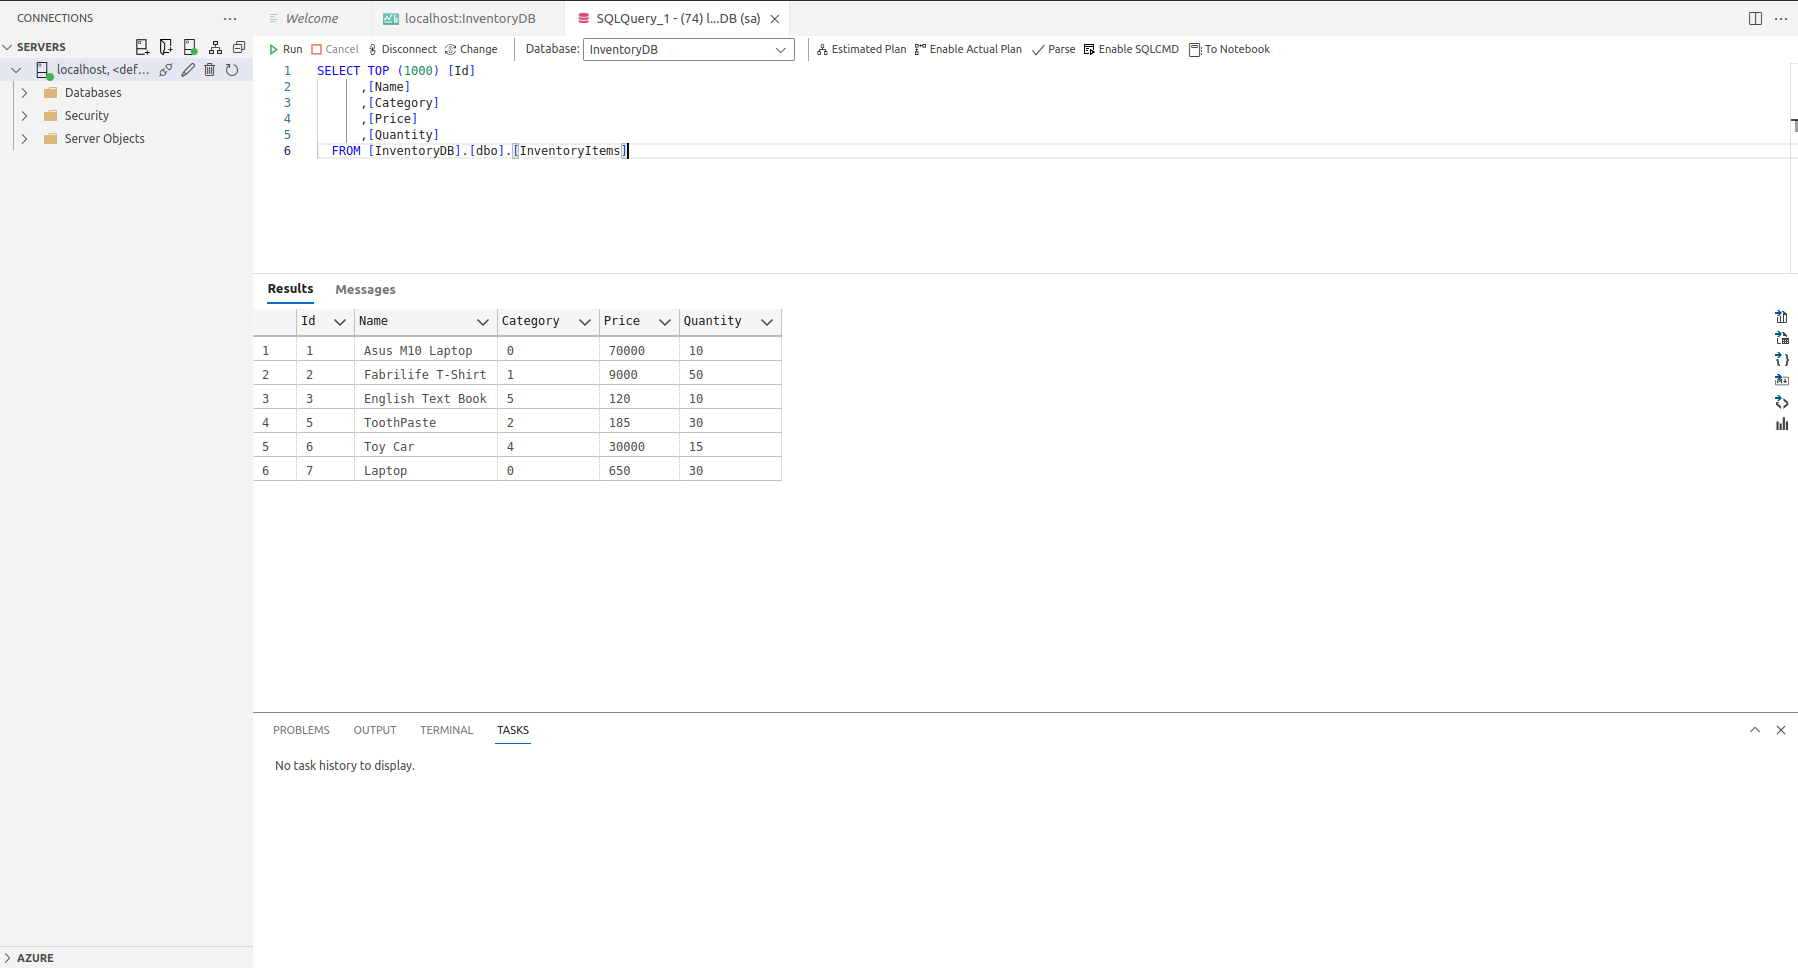 CONNECTIONS
Welcome
localhost:InventoryDB
SQLQuery_1 - (74) l...DB (sa)
SERVERS
Run Cancel Disconnect Change Database: InventoryDB Estimated Plan Enable Actual Plan Parse Enable SQLCMD To Notebook
localhost, <def...
Databases
Security
Server Objects
1 SELECT TOP (1000) [Id]
2 ,[Name]
3 ,[Category]
4 ,[Price]
5 ,[Quantity]
6 FROM [InventoryDB].[dbo].[InventoryItems]
Results Messages
Id Name Category Price Quantity
1 1 Asus M10 Laptop 0 70000 10
2 2 Fabrilife T-Shirt 1 9000 50
3 3 English Text Book 5 120 10
4 5 ToothPaste 2 185 30
5 6 Toy Car 4 30000 15
6 7 Laptop 0 650 30
PROBLEMS OUTPUT TERMINAL TASKS
No task history to display.
AZURE